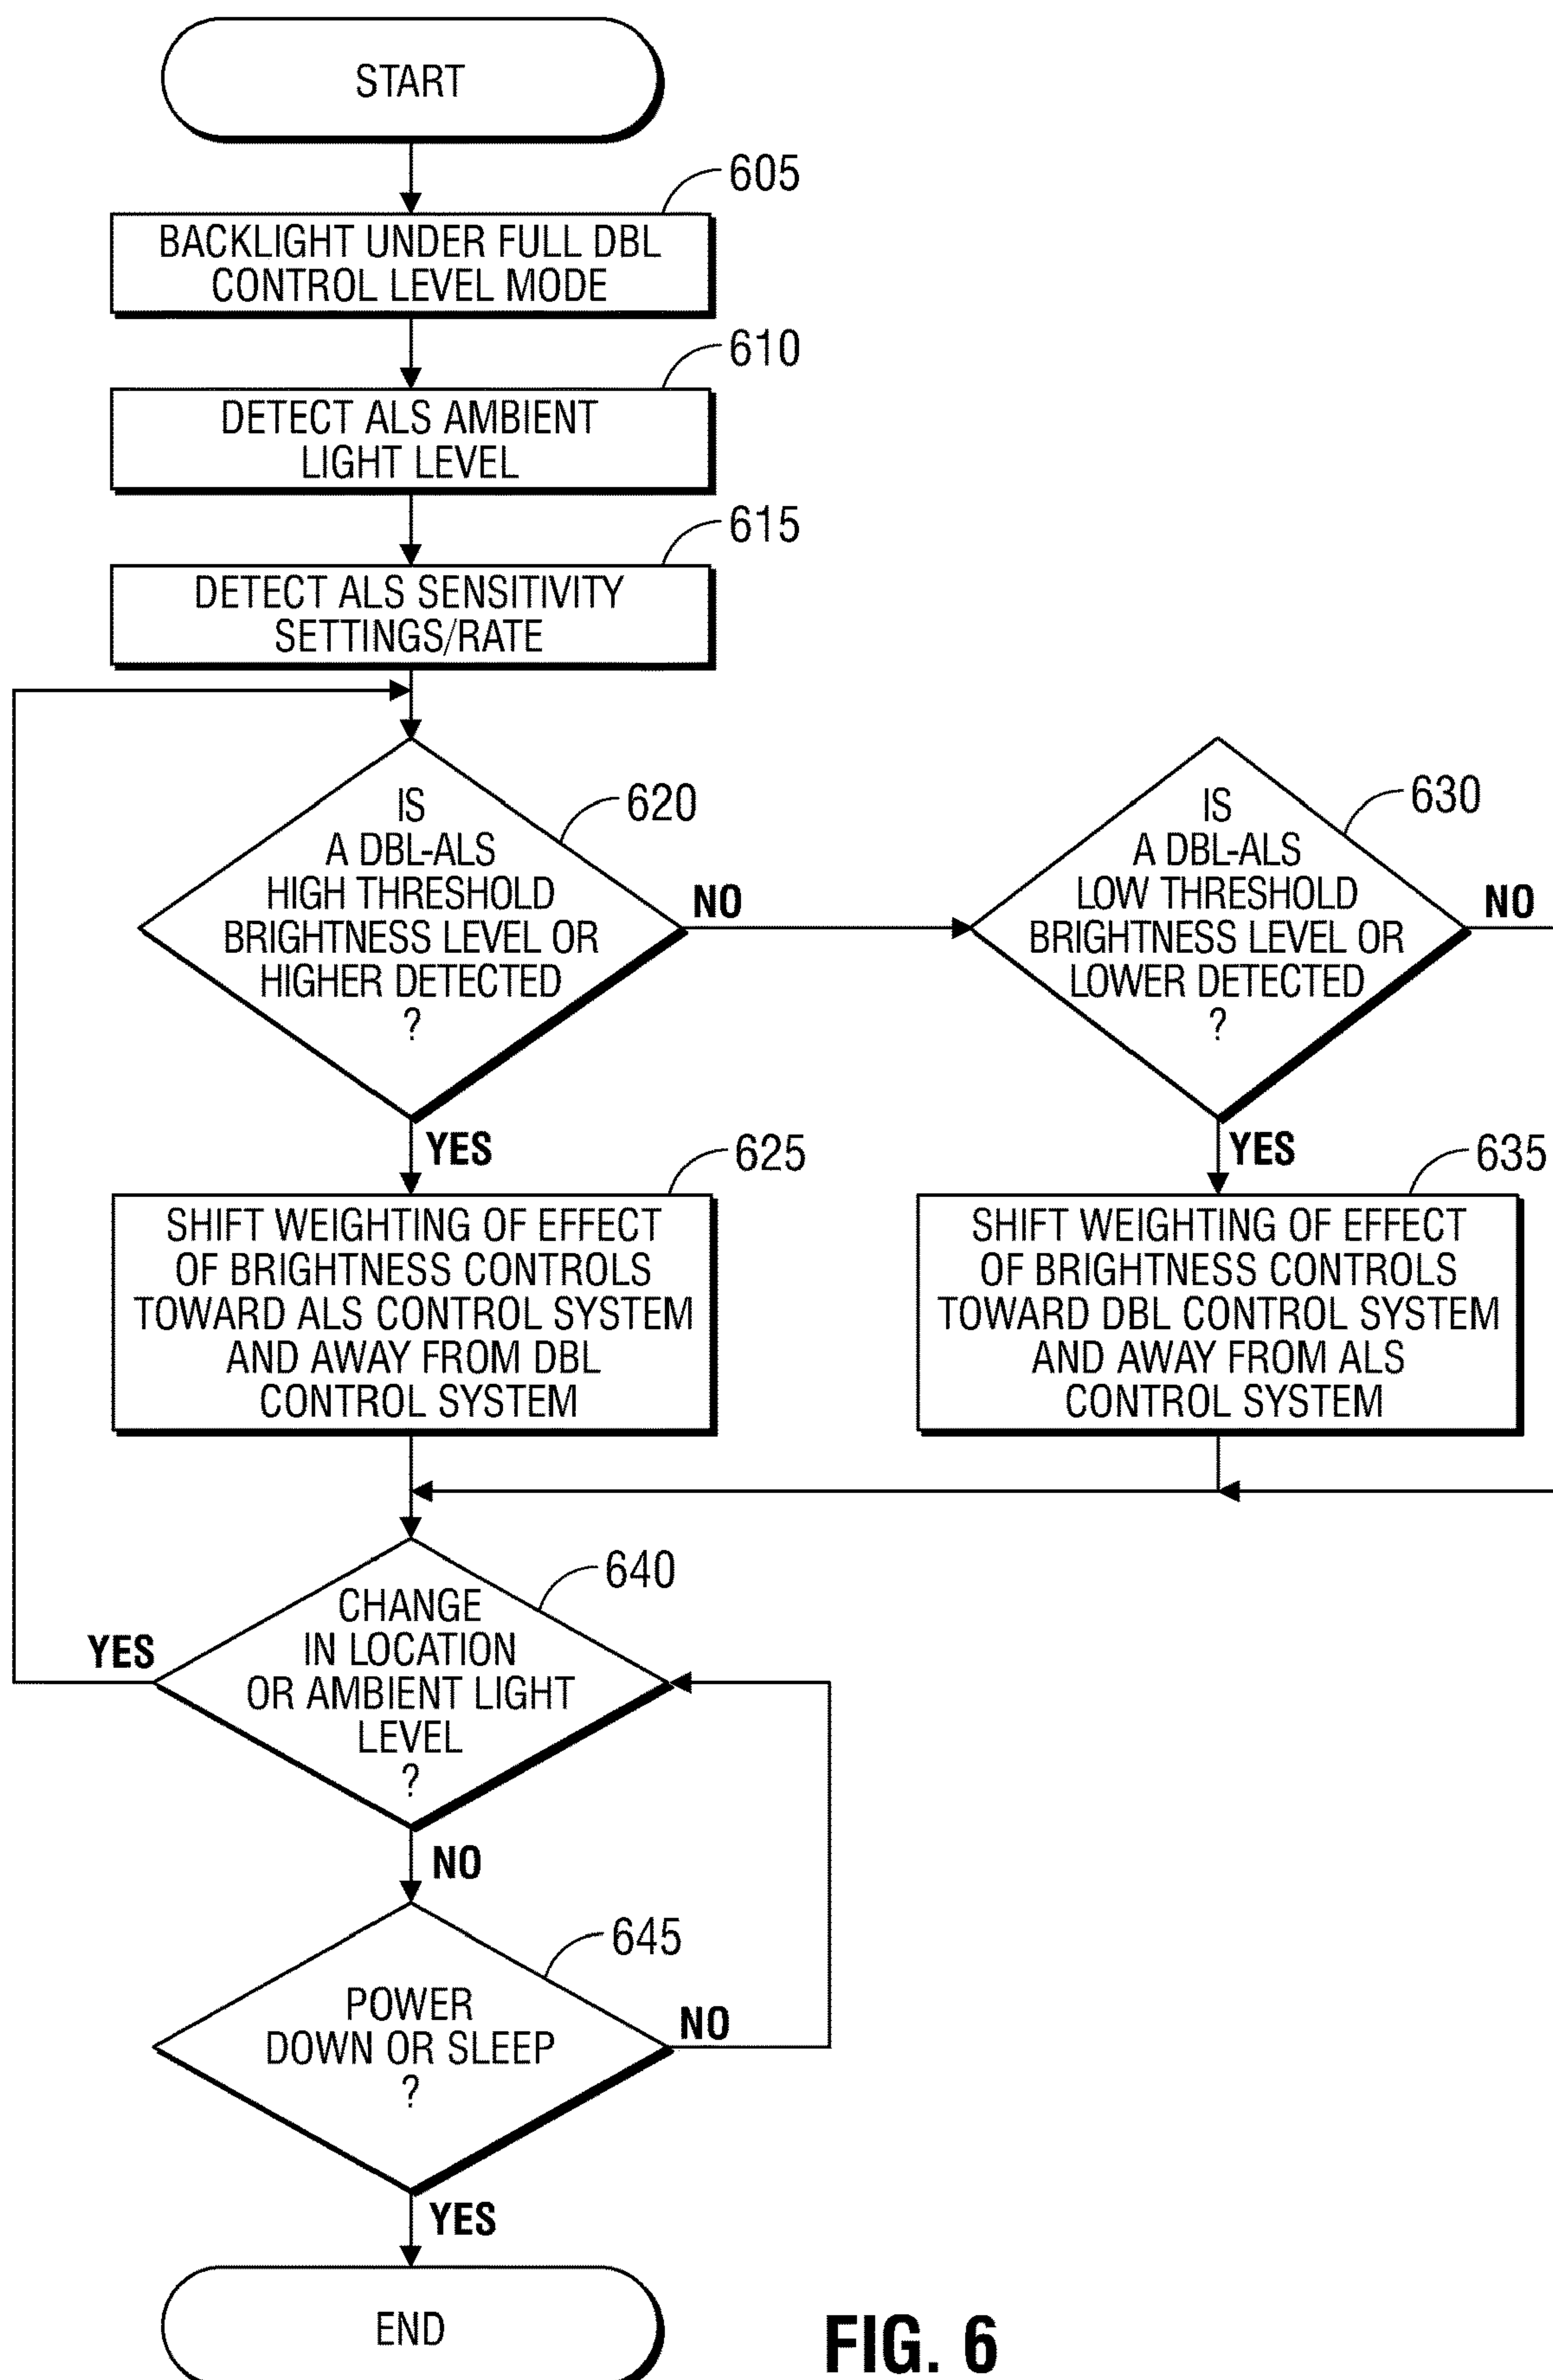 START
605
BACKLIGHT UNDER FULL DBL
CONTROL LEVEL MODE
610
DETECT ALS AMBIENT
LIGHT LEVEL
615
DETECT ALS SENSITIVITY
SETTINGS/RATE
620
IS
A DBL-ALS
HIGH THRESHOLD
BRIGHTNESS LEVEL OR
HIGHER DETECTED
?
NO
YES
630
IS
A DBL-ALS
LOW THRESHOLD
BRIGHTNESS LEVEL OR
LOWER DETECTED
?
NO
YES
625
SHIFT WEIGHTING OF EFFECT
OF BRIGHTNESS CONTROLS
TOWARD ALS CONTROL SYSTEM
AND AWAY FROM DBL
CONTROL SYSTEM
635
SHIFT WEIGHTING OF EFFECT
OF BRIGHTNESS CONTROLS
TOWARD DBL CONTROL SYSTEM
AND AWAY FROM ALS
CONTROL SYSTEM
640
CHANGE
IN LOCATION
OR AMBIENT LIGHT
LEVEL
?
YES
NO
645
POWER
DOWN OR SLEEP
?
NO
YES
END
FIG. 6